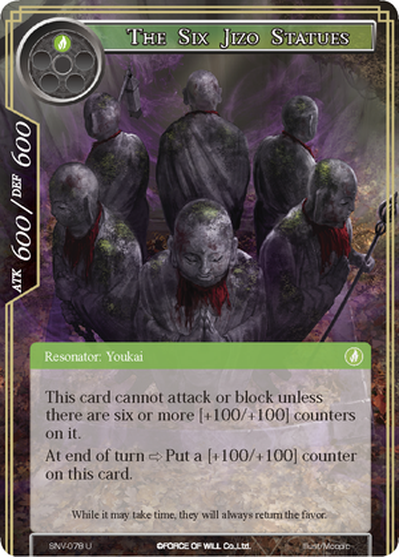 The Six Jizo Statues
ATK 600/DEF 600
Resonator: Youkai
This card cannot attack or block unless
there are six or more [+100/+100] counters
on it.
At end of turn ⇨ Put a [+100/+100] counter
on this card.
While it may take time, they will always return the favor.
SNV-078 U
©FORCE OF WILL Co.,Ltd.